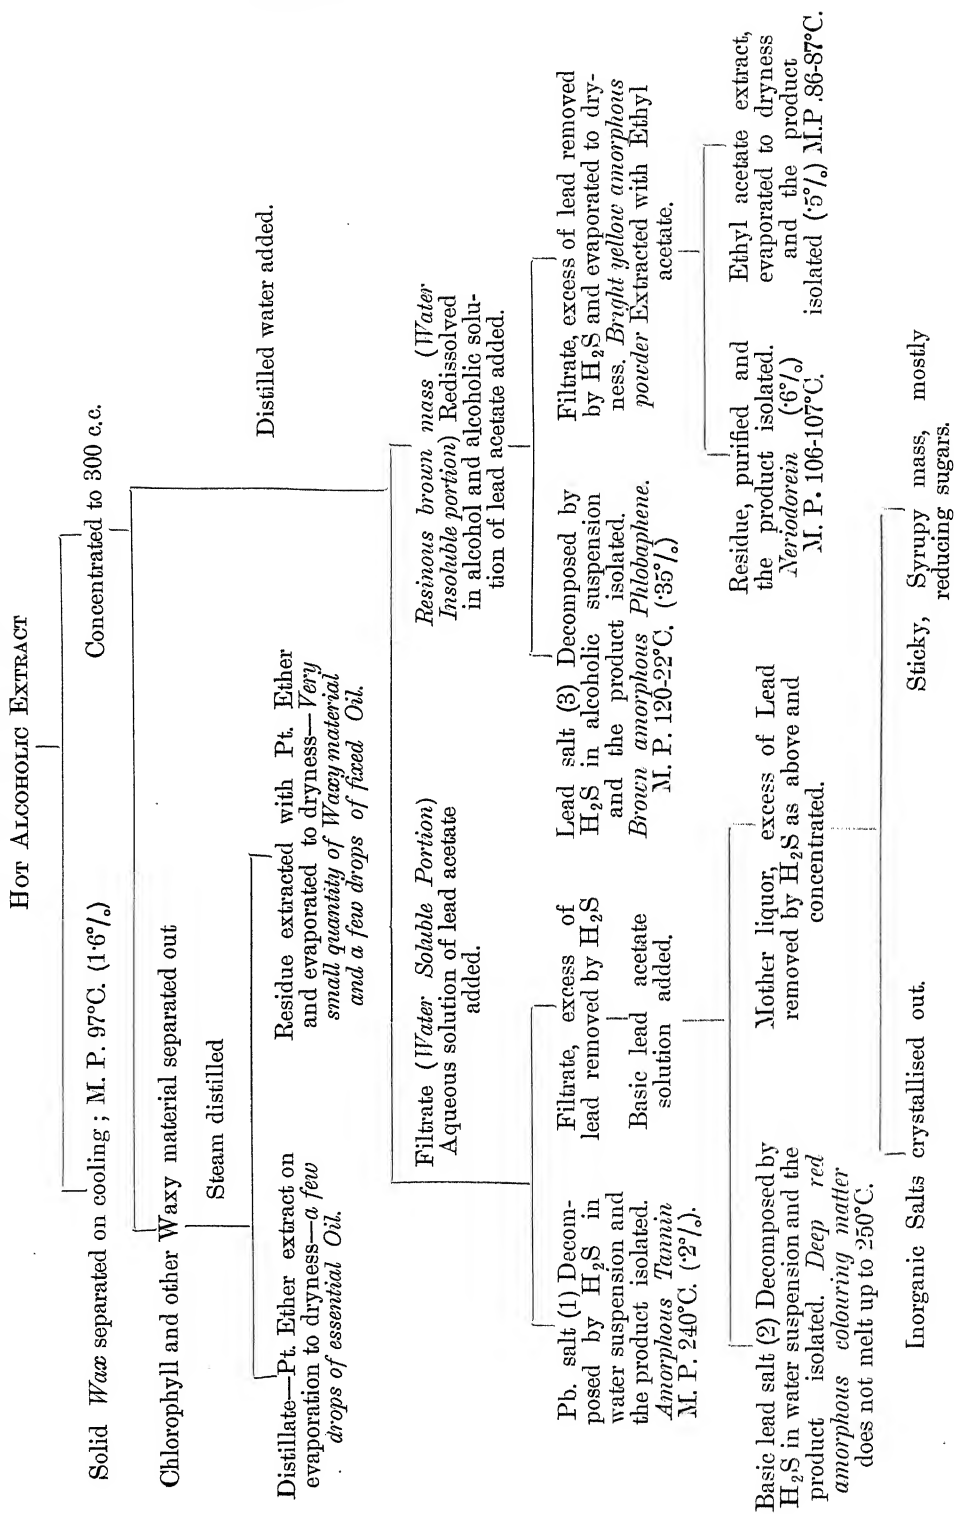 HOT ALCOHOLIC EXTRACT
Solid Wax separated on cooling ; M. P. 97°C. (1·6°/₀)
Concentrated to 300 c.c.
Chlorophyll and other Waxy material separated out
Steam distilled
Distilled water added.
Distillate—Pt. Ether extract on
evaporation to dryness—a few
drops of essential Oil.
Residue extracted with Pt. Ether
and evaporated to dryness—Very
small quantity of Waxy material
and a few drops of fixed Oil.
Filtrate (Water Soluble Portion)
Aqueous solution of lead acetate
added.
Resinous brown mass (Water
Insoluble portion) Redissolved
in alcohol and alcoholic solu-
tion of lead acetate added.
Pb. salt (1) Decom-
posed by H₂S in
water suspension and
the product isolated.
Amorphous Tannin
M. P. 240°C. (·2°/₀).
Filtrate, excess of
lead removed by H₂S
Basic lead acetate
solution added.
Lead salt (3) Decomposed by
H₂S in alcoholic suspension
and the product isolated.
Brown amorphous Phlobaphene.
M. P. 120-22°C. (·35°/₀)
Filtrate, excess of lead removed
by H₂S and evaporated to dry-
ness. Bright yellow amorphous
powder Extracted with Ethyl
acetate.
Basic lead salt (2) Decomposed by
H₂S in water suspension and the
product isolated. Deep red
amorphous colouring matter
does not melt up to 250°C.
Mother liquor, excess of Lead
removed by H₂S as above and
concentrated.
Residue, purified and
the product isolated.
Neriodorein (·6°/₀)
M. P. 106-107°C.
Ethyl acetate extract,
evaporated to dryness
and the product
isolated (·5°/₀) M.P.86-87°C.
Inorganic Salts crystallised out.
Sticky, Syrupy mass, mostly
reducing sugars.